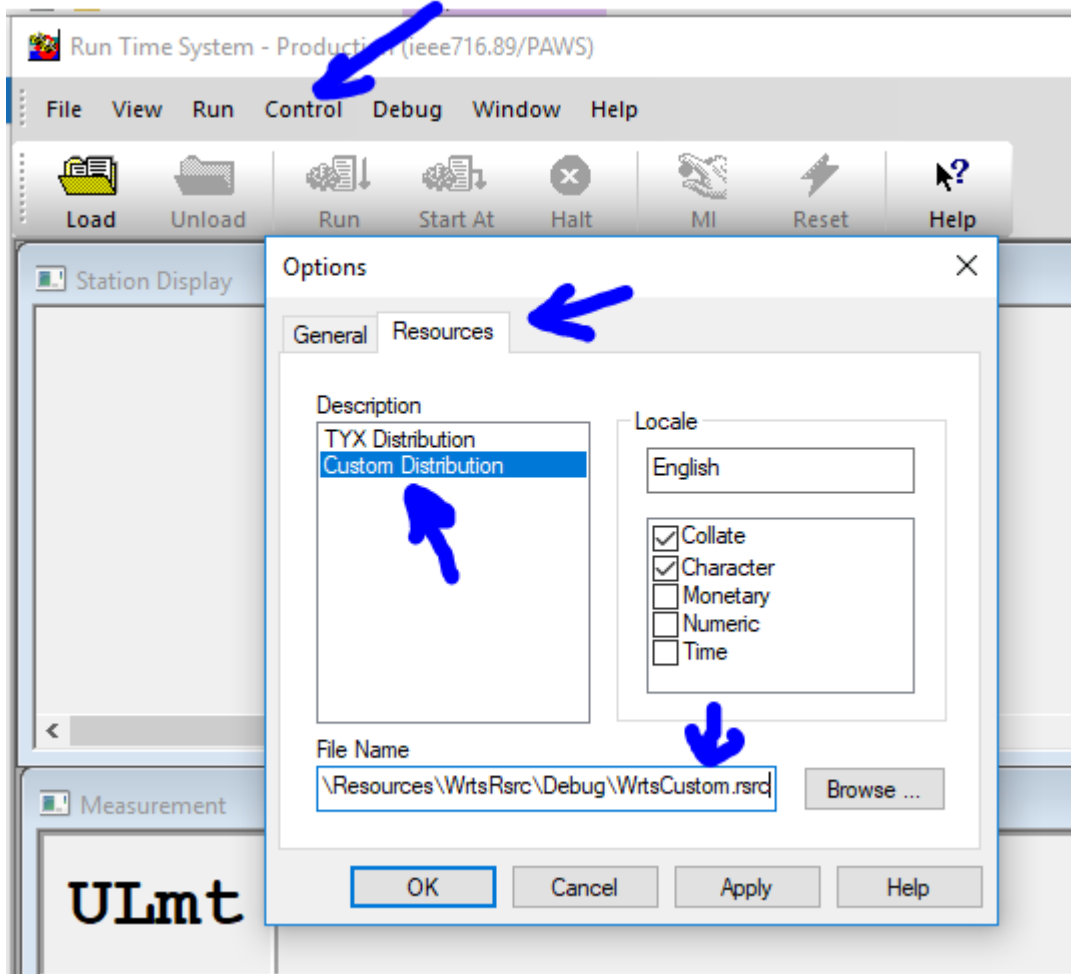 Run Time System - Production (ieee716.89/PAWS)
File View Run Control Debug Window Help
Load Unload Run Start At Halt MI Reset Help
Station Display
Options
General Resources
Description
TYX Distribution
Custom Distribution
Locale
English
Collate
Character
Monetary
Numeric
Time
File Name
\Resources\WrtsRsrc\Debug\WrtsCustom.rsrc
Browse ...
OK Cancel Apply Help
Measurement
ULmt